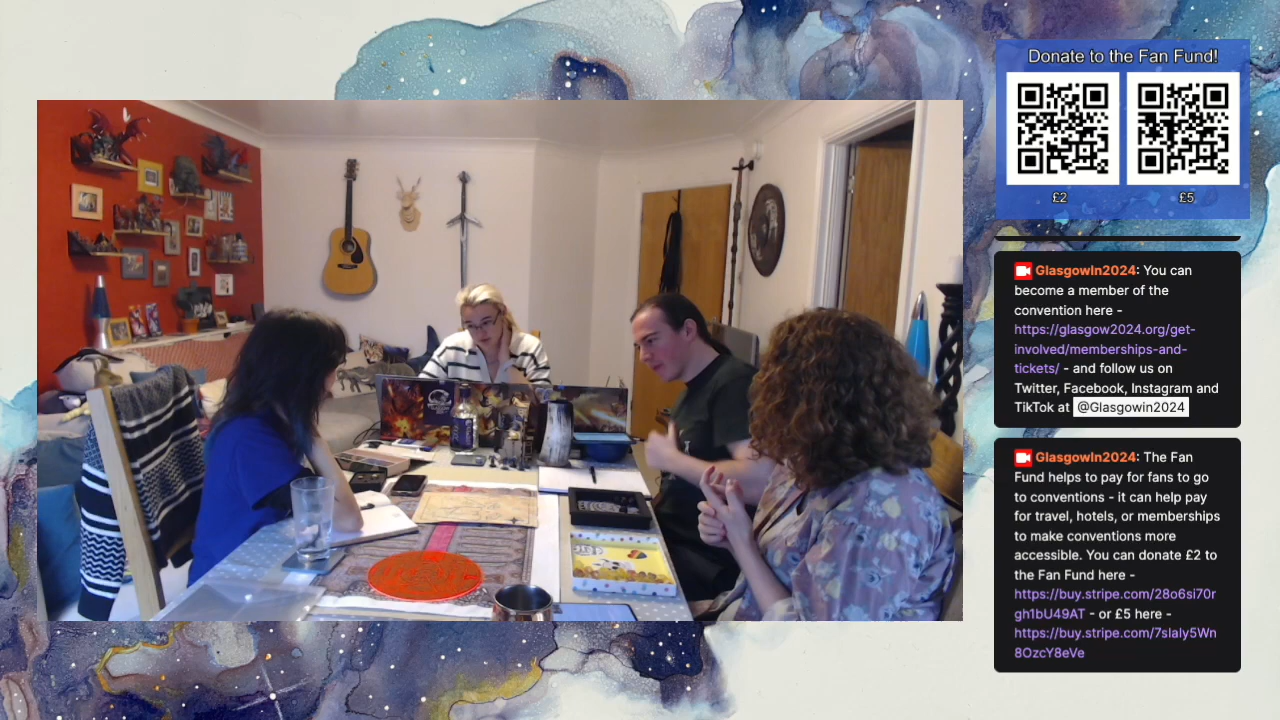 Donate to the Fan Fund!
£2
£5
GlasgowIn2024: You can
become a member of the
convention here -
https://glasgow2024.org/get-
involved/memberships-and-
tickets/ - and follow us on
Twitter, Facebook, Instagram and
TikTok at @Glasgowin2024
GlasgowIn2024: The Fan
Fund helps to pay for fans to go
to conventions - it can help pay
for travel, hotels, or memberships
to make conventions more
accessible. You can donate £2 to
the Fan Fund here -
https://buy.stripe.com/28o6si70r
gh1bU49AT - or £5 here -
https://buy.stripe.com/7sIaIy5Wn
8OzcY8eVe